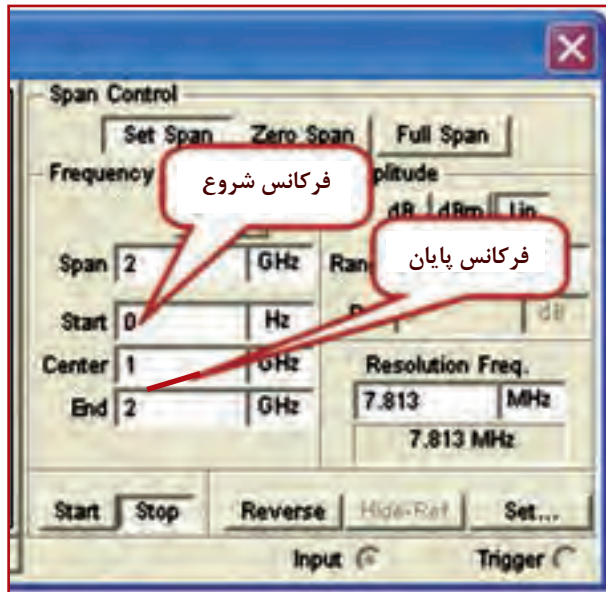 Span Control
Set Span Zero Span Full Span
Frequency
فرکانس شروع
dB dBm Lin
Span 2 GHz
فرکانس پایان
Start 0 Hz
dB
Center 1 GHz
Resolution Freq.
End 2 GHz
7.813 MHz
7.813 MHz
Start Stop Reverse Hide-Ref Set...
Input Trigger